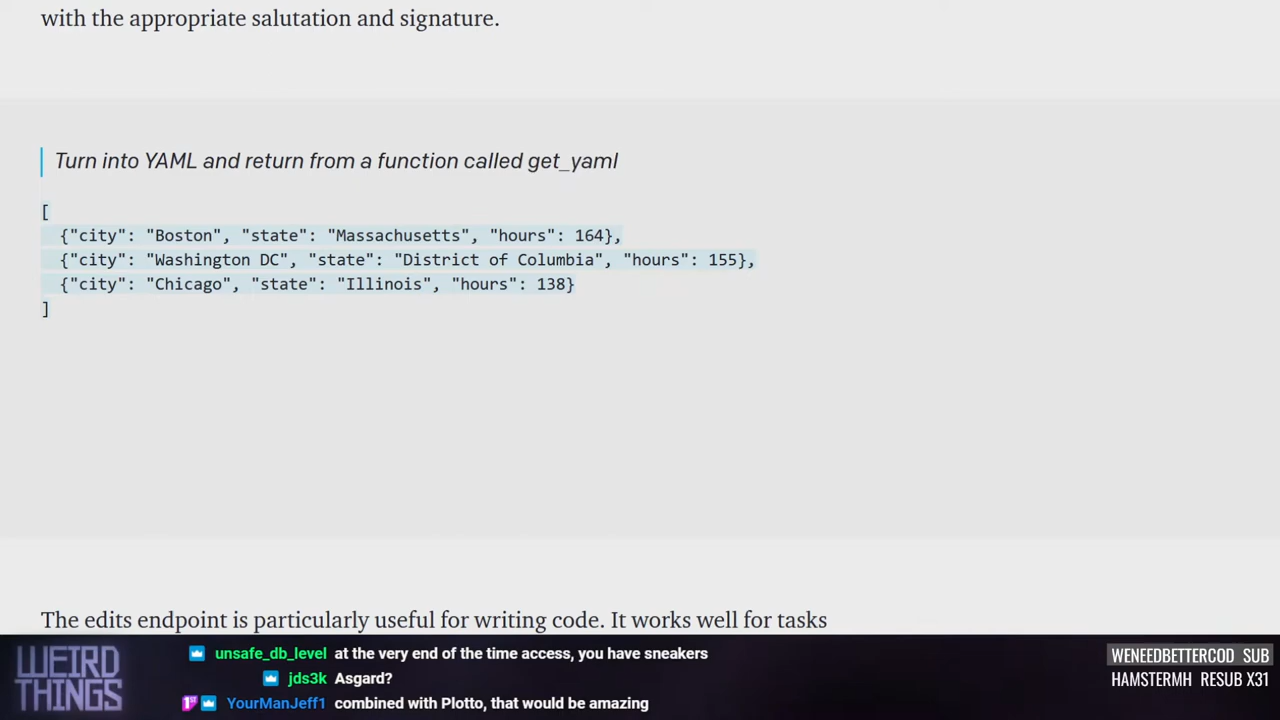 with the appropriate salutation and signature.
Turn into YAML and return from a function called get_yaml
[
{"city": "Boston", "state": "Massachusetts", "hours": 164},
{"city": "Washington DC", "state": "District of Columbia", "hours": 155},
{"city": "Chicago", "state": "Illinois", "hours": 138}
]
The edits endpoint is particularly useful for writing code. It works well for tasks
WEIRD
THINGS
unsafe_db_level at the very end of the time access, you have sneakers
jds3k Asgard?
1ST YourManJeff1 combined with Plotto, that would be amazing
WENEEDBETTERCOD SUB
HAMSTERMH RESUB X31